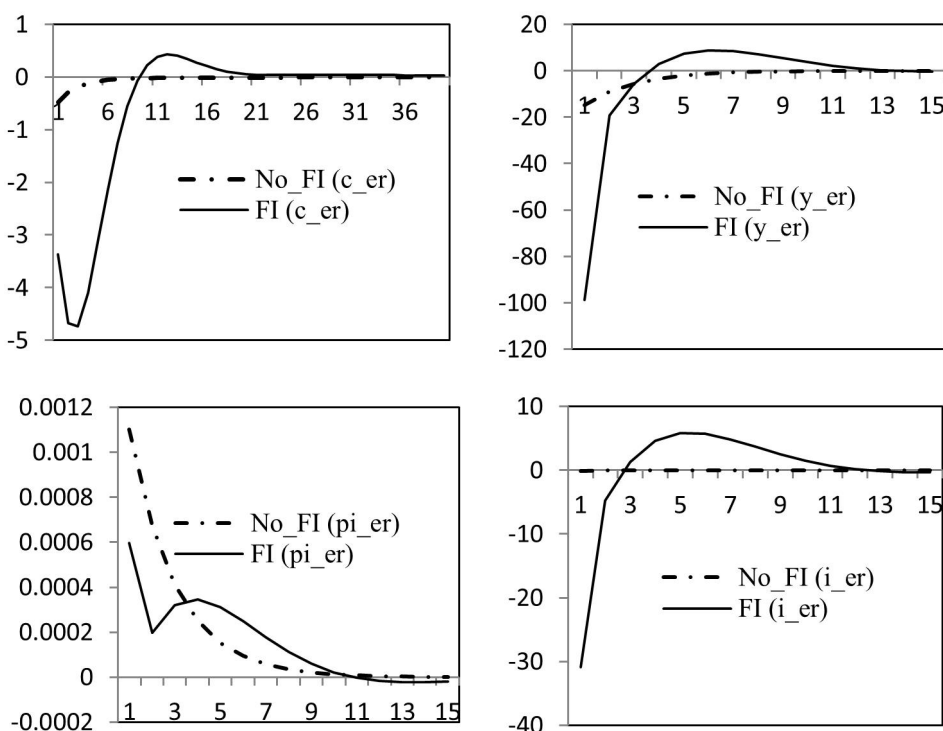 1
0
-1
-2
-3
-4
-5
1 6 11 16 21 26 31 36
No_FI (c_er)
FI (c_er)
20
0
-20
-40
-60
-80
-100
-120
1 3 5 7 9 11 13 15
No_FI (y_er)
FI (y_er)
0.0012
0.001
0.0008
0.0006
0.0004
0.0002
0
-0.0002
1 3 5 7 9 11 13 15
No_FI (pi_er)
FI (pi_er)
10
0
-10
-20
-30
-40
1 3 5 7 9 11 13 15
No_FI (i_er)
FI (i_er)